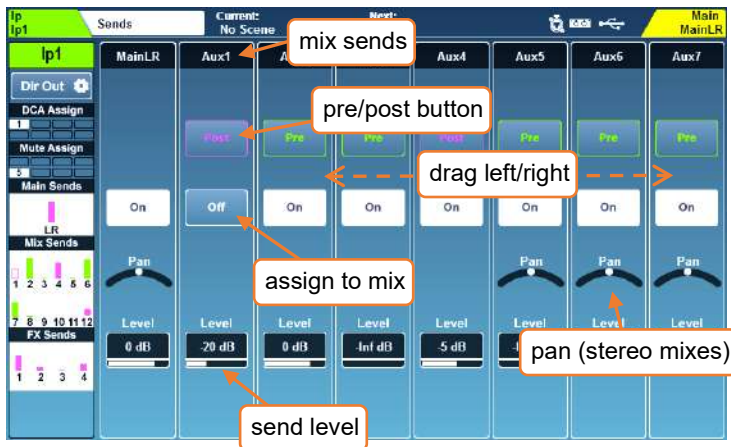 Ip
Ip1
Sends
Current:
No Scene
Next:
Main
MainLR
mix sends
Ip1
MainLR
Aux1
Aux4
Aux5
Aux6
Aux7
Dir Out
DCA Assign
1
pre/post button
Post
Pre
Pre
Post
Pre
Pre
Pre
Mute Assign
5
drag left/right
Main Sends
LR
On
Off
On
On
On
On
On
On
Mix Sends
1 2 3 4 5 6
7 8 9 10 11 12
Pan
Pan
Pan
Pan
assign to mix
FX Sends
1 2 3 4
Level
Level
Level
Level
Level
Level
Level
Level
0 dB
-20 dB
0 dB
-Inf dB
-5 dB
pan (stereo mixes)
send level